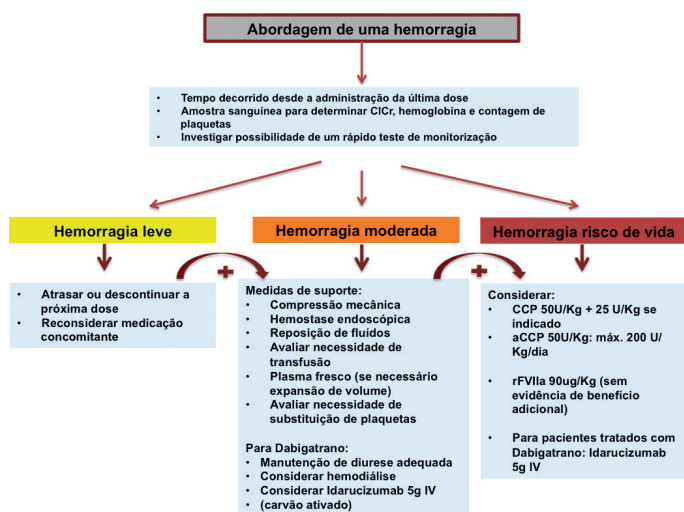 Abordagem de uma hemorragia
• Tempo decorrido desde a administração da última dose
• Amostra sanguínea para determinar ClCr, hemoglobina e contagem de
plaquetas
• Investigar possibilidade de um rápido teste de monitorização
Hemorragia leve
• Atrasar ou descontinuar a
próxima dose
• Reconsiderar medicação
concomitante
+
Hemorragia moderada
Medidas de suporte:
• Compressão mecânica
• Hemostase endoscópica
• Reposição de fluídos
• Avaliar necessidade de
transfusão
• Plasma fresco (se necessário
expansão de volume)
• Avaliar necessidade de
substituição de plaquetas
Para Dabigatrano:
• Manutenção de diurese adequada
• Considerar hemodiálise
• Considerar Idarucizumab 5g IV
• (carvão ativado)
+
Hemorragia risco de vida
Considerar:
• CCP 50U/Kg + 25 U/Kg se
indicado
• aCCP 50U/Kg: máx. 200 U/
Kg/dia
• rFVIIa 90ug/Kg (sem
evidência de benefício
adicional)
• Para pacientes tratados com
Dabigatrano: Idarucizumab
5g IV